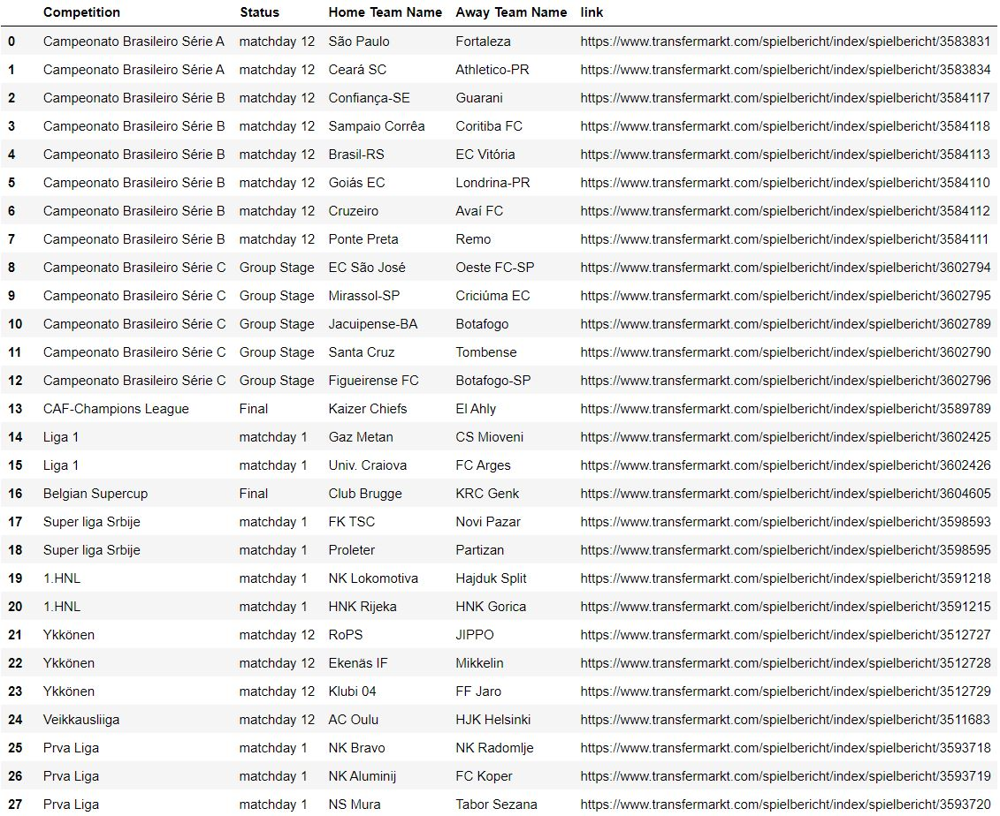 Competition Status Home Team Name Away Team Name link
0 Campeonato Brasileiro Série A matchday 12 São Paulo Fortaleza https://www.transfermarkt.com/spielbericht/index/spielbericht/3583831
1 Campeonato Brasileiro Série A matchday 12 Ceará SC Athletico-PR https://www.transfermarkt.com/spielbericht/index/spielbericht/3583834
2 Campeonato Brasileiro Série B matchday 12 Confiança-SE Guarani https://www.transfermarkt.com/spielbericht/index/spielbericht/3584117
3 Campeonato Brasileiro Série B matchday 12 Sampaio Corrêa Coritiba FC https://www.transfermarkt.com/spielbericht/index/spielbericht/3584118
4 Campeonato Brasileiro Série B matchday 12 Brasil-RS EC Vitória https://www.transfermarkt.com/spielbericht/index/spielbericht/3584113
5 Campeonato Brasileiro Série B matchday 12 Goiás EC Londrina-PR https://www.transfermarkt.com/spielbericht/index/spielbericht/3584110
6 Campeonato Brasileiro Série B matchday 12 Cruzeiro Avaí FC https://www.transfermarkt.com/spielbericht/index/spielbericht/3584112
7 Campeonato Brasileiro Série B matchday 12 Ponte Preta Remo https://www.transfermarkt.com/spielbericht/index/spielbericht/3584111
8 Campeonato Brasileiro Série C Group Stage EC São José Oeste FC-SP https://www.transfermarkt.com/spielbericht/index/spielbericht/3602794
9 Campeonato Brasileiro Série C Group Stage Mirassol-SP Criciúma EC https://www.transfermarkt.com/spielbericht/index/spielbericht/3602795
10 Campeonato Brasileiro Série C Group Stage Jacuipense-BA Botafogo https://www.transfermarkt.com/spielbericht/index/spielbericht/3602789
11 Campeonato Brasileiro Série C Group Stage Santa Cruz Tombense https://www.transfermarkt.com/spielbericht/index/spielbericht/3602790
12 Campeonato Brasileiro Série C Group Stage Figueirense FC Botafogo-SP https://www.transfermarkt.com/spielbericht/index/spielbericht/3602796
13 CAF-Champions League Final Kaizer Chiefs El Ahly https://www.transfermarkt.com/spielbericht/index/spielbericht/3589789
14 Liga 1 matchday 1 Gaz Metan CS Mioveni https://www.transfermarkt.com/spielbericht/index/spielbericht/3602425
15 Liga 1 matchday 1 Univ. Craiova FC Arges https://www.transfermarkt.com/spielbericht/index/spielbericht/3602426
16 Belgian Supercup Final Club Brugge KRC Genk https://www.transfermarkt.com/spielbericht/index/spielbericht/3604605
17 Super liga Srbije matchday 1 FK TSC Novi Pazar https://www.transfermarkt.com/spielbericht/index/spielbericht/3598593
18 Super liga Srbije matchday 1 Proleter Partizan https://www.transfermarkt.com/spielbericht/index/spielbericht/3598595
19 1.HNL matchday 1 NK Lokomotiva Hajduk Split https://www.transfermarkt.com/spielbericht/index/spielbericht/3591218
20 1.HNL matchday 1 HNK Rijeka HNK Gorica https://www.transfermarkt.com/spielbericht/index/spielbericht/3591215
21 Ykkönen matchday 12 RoPS JIPPO https://www.transfermarkt.com/spielbericht/index/spielbericht/3512727
22 Ykkönen matchday 12 Ekenäs IF Mikkelin https://www.transfermarkt.com/spielbericht/index/spielbericht/3512728
23 Ykkönen matchday 12 Klubi 04 FF Jaro https://www.transfermarkt.com/spielbericht/index/spielbericht/3512729
24 Veikkausliiga matchday 12 AC Oulu HJK Helsinki https://www.transfermarkt.com/spielbericht/index/spielbericht/3511683
25 Prva Liga matchday 1 NK Bravo NK Radomlje https://www.transfermarkt.com/spielbericht/index/spielbericht/3593718
26 Prva Liga matchday 1 NK Aluminij FC Koper https://www.transfermarkt.com/spielbericht/index/spielbericht/3593719
27 Prva Liga matchday 1 NS Mura Tabor Sezana https://www.transfermarkt.com/spielbericht/index/spielbericht/3593720